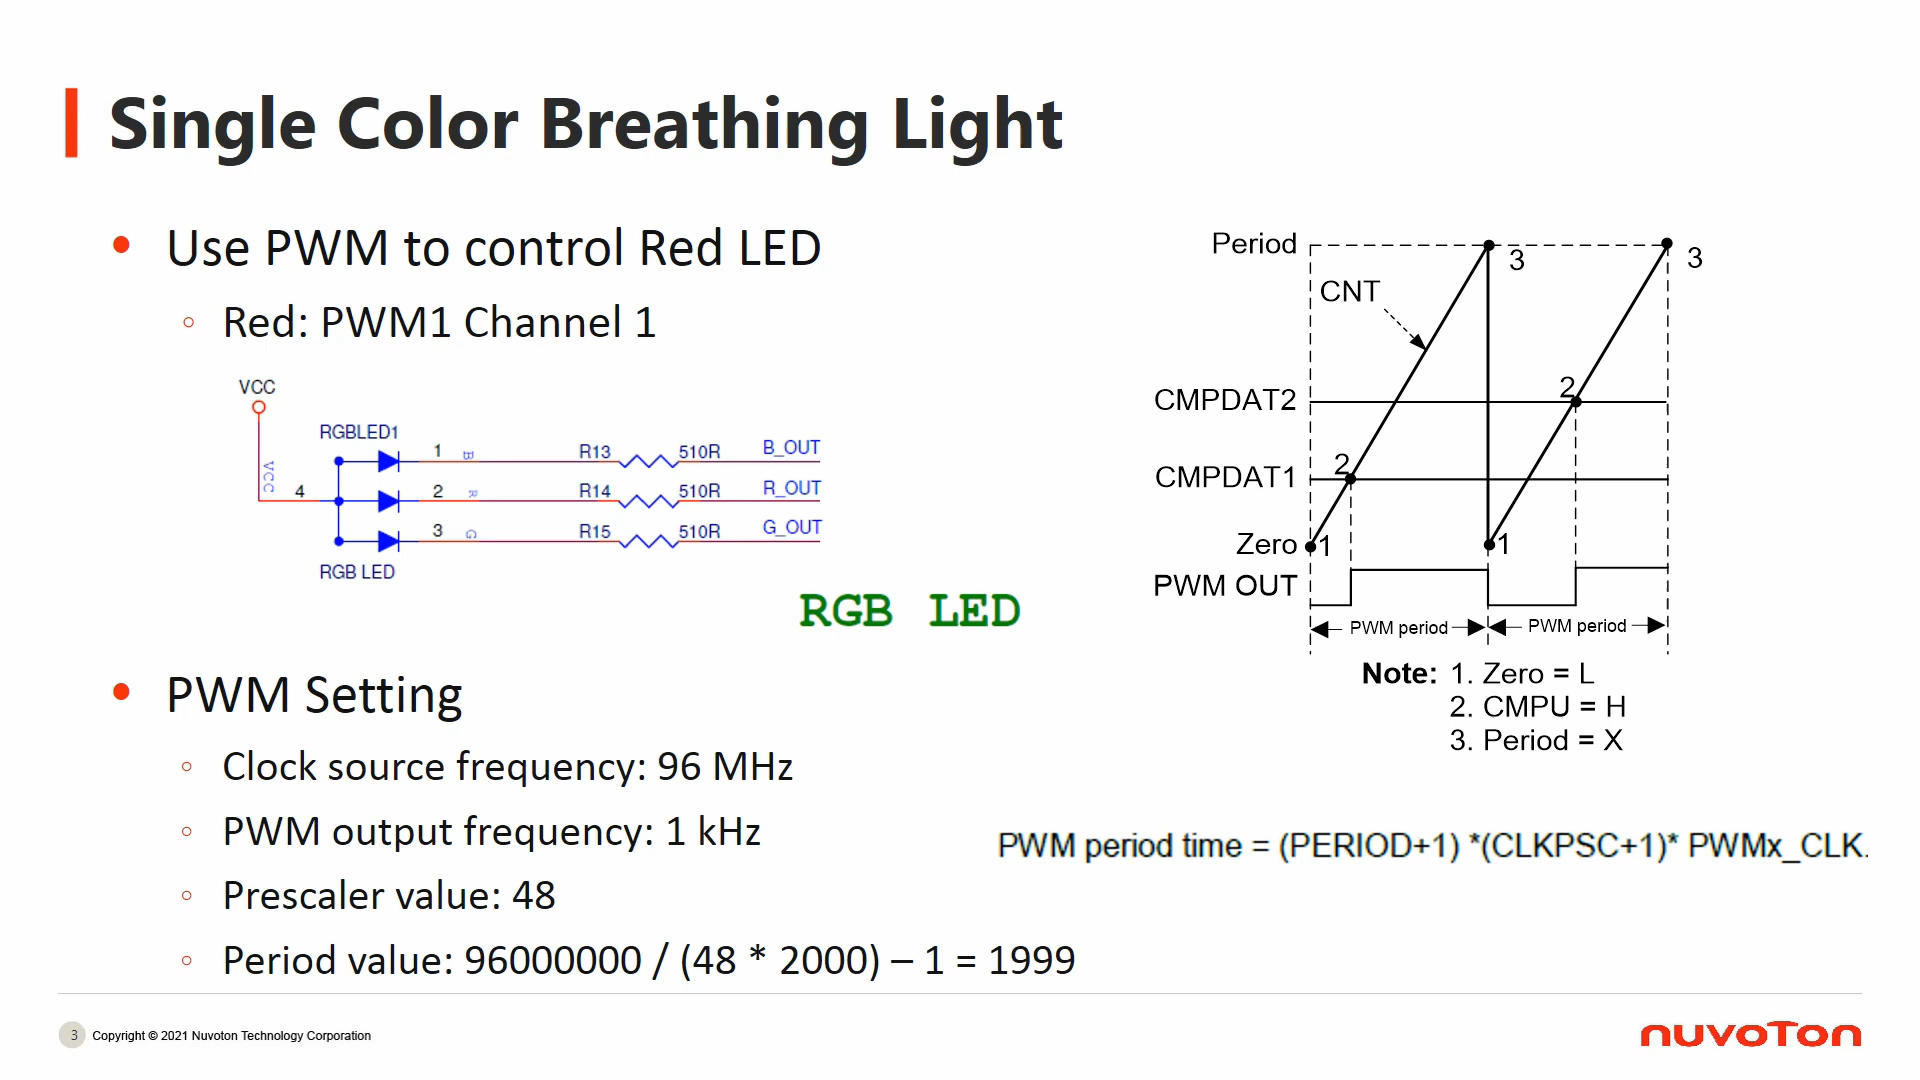 Single Color Breathing Light
• Use PWM to control Red LED
◦ Red: PWM1 Channel 1
VCC
VCC
RGBLED1
4
1 B R13 510R B_OUT
2 R R14 510R R_OUT
3 G R15 510R G_OUT
RGB LED
RGB LED
• PWM Setting
◦ Clock source frequency: 96 MHz
◦ PWM output frequency: 1 kHz
◦ Prescaler value: 48
◦ Period value: 96000000 / (48 * 2000) – 1 = 1999
Period
3
3
CNT
CMPDAT2
2
CMPDAT1
2
Zero
1
1
PWM OUT
PWM period
PWM period
Note: 1. Zero = L
2. CMPU = H
3. Period = X
PWM period time = (PERIOD+1) *(CLKPSC+1)* PWMx_CLK.
3
Copyright © 2021 Nuvoton Technology Corporation
nuvoTon